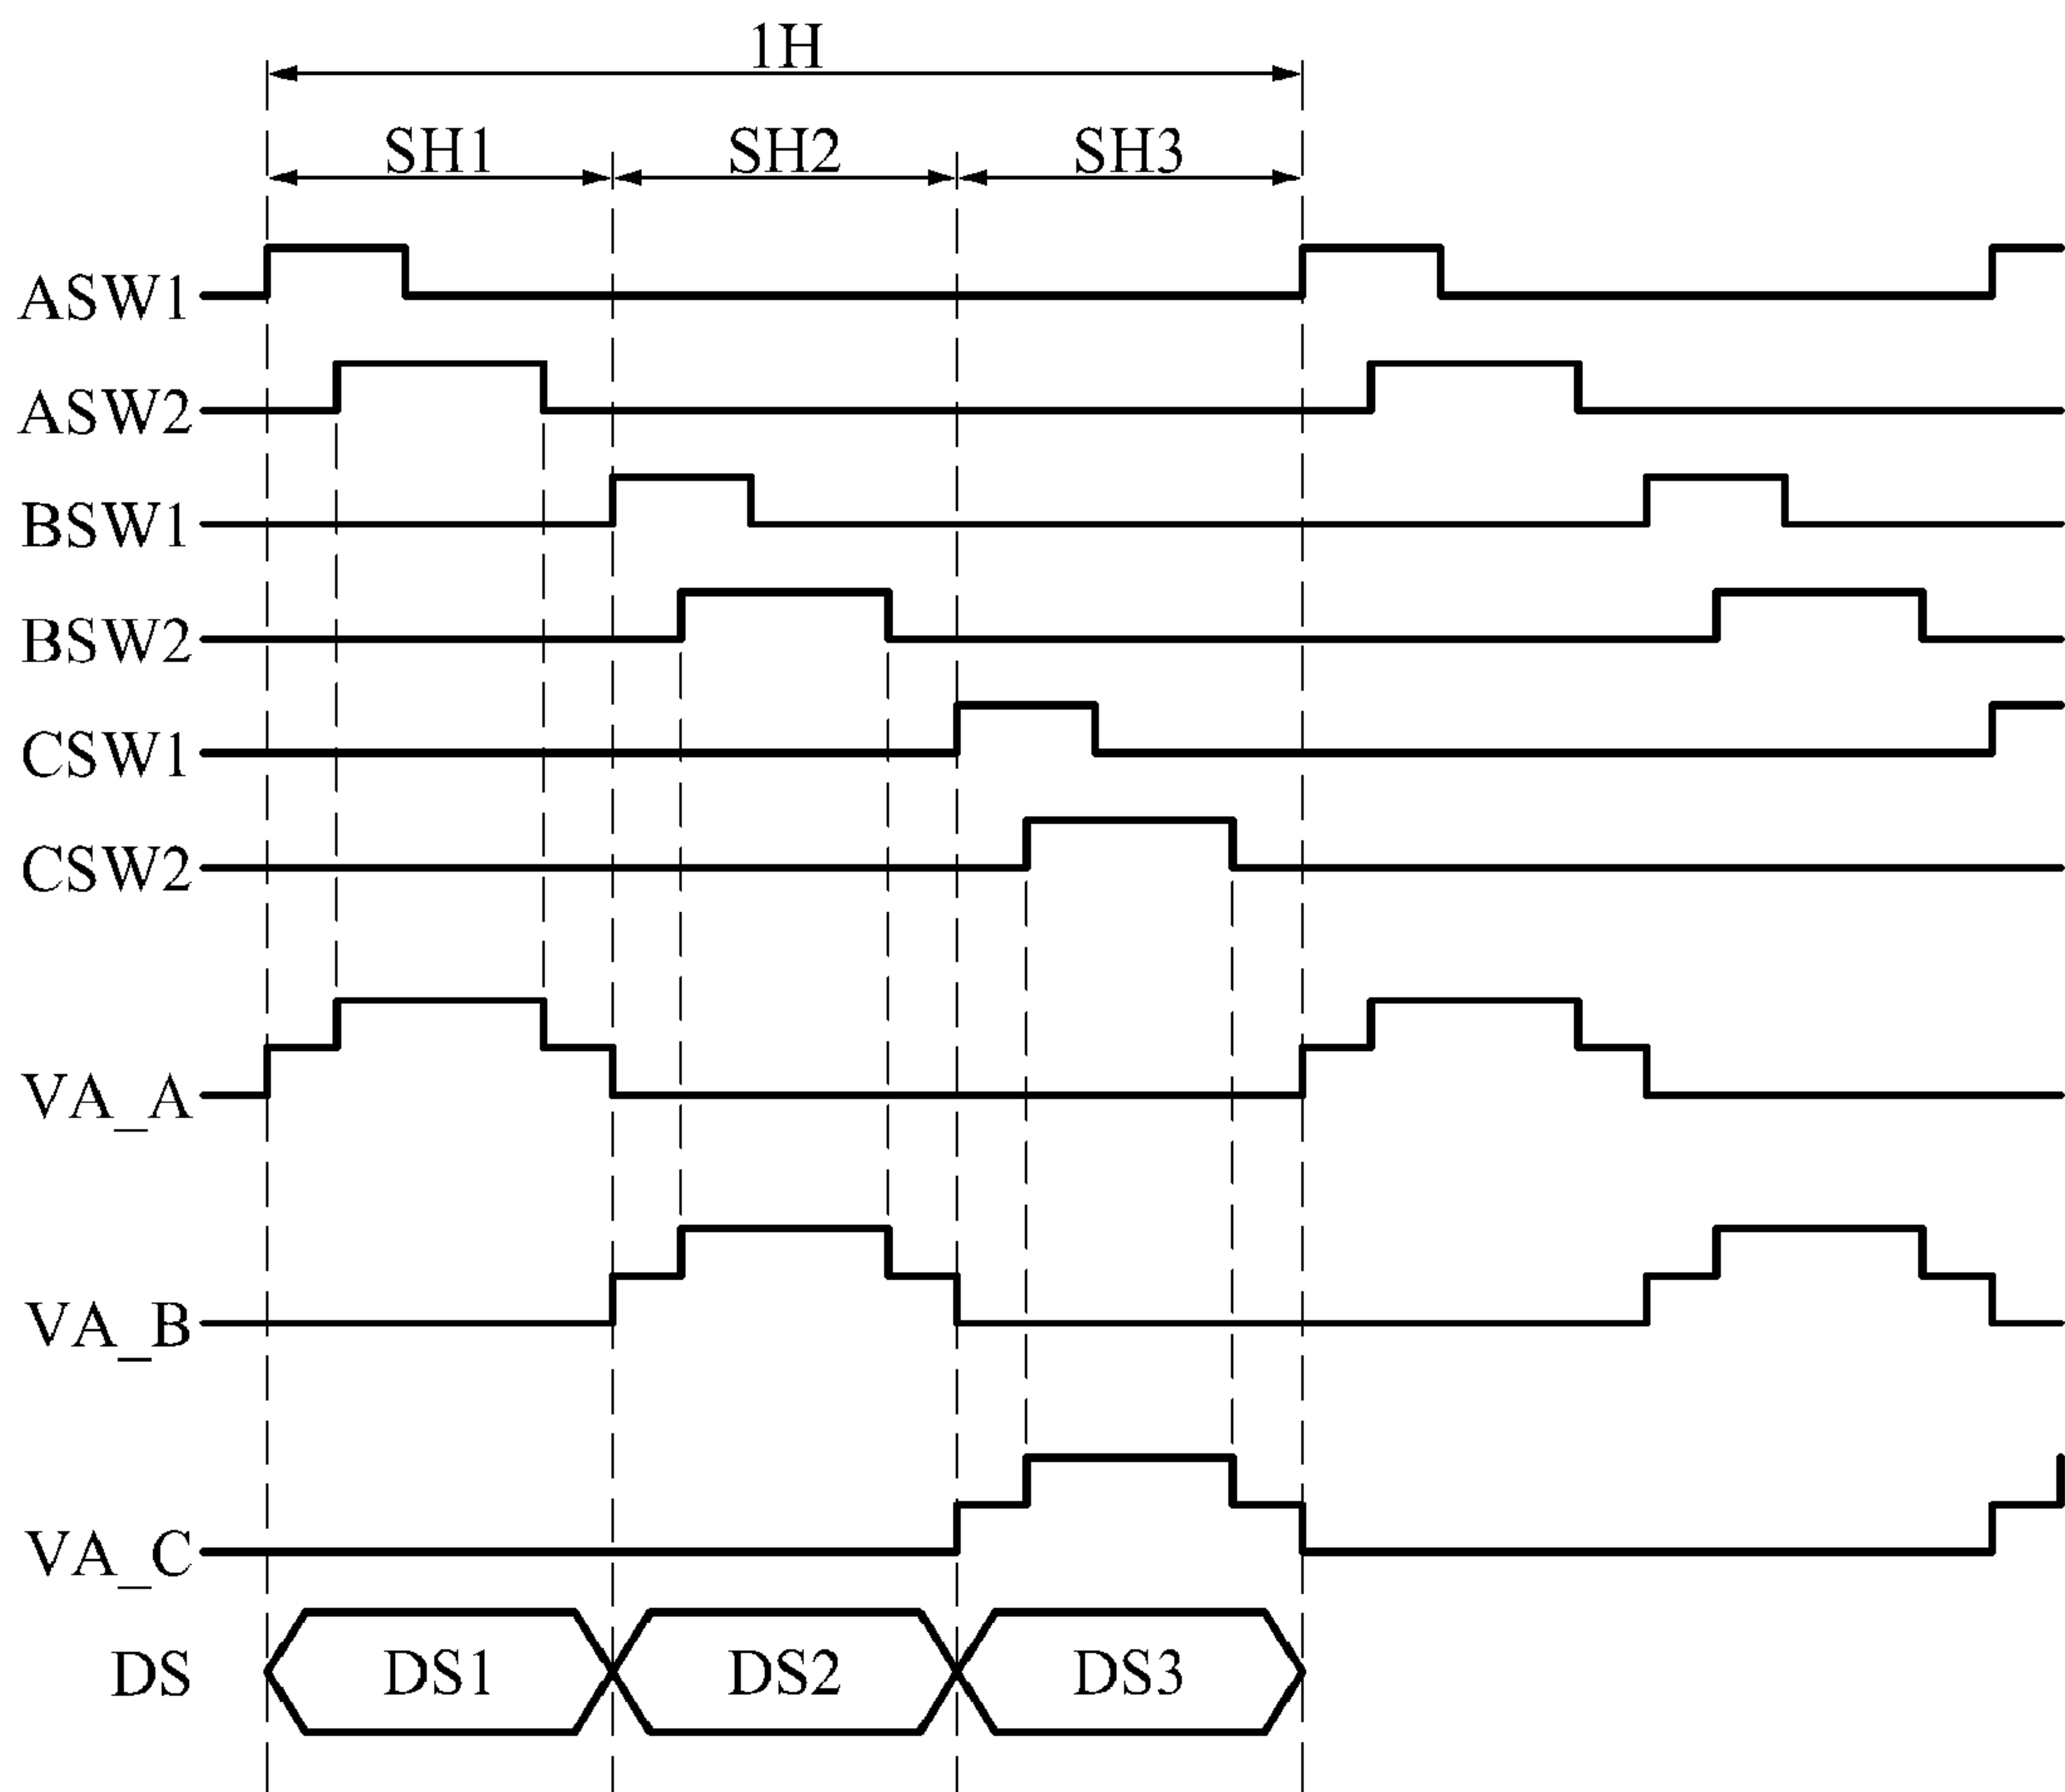 1H
SH1 SH2 SH3
ASW1
ASW2
BSW1
BSW2
CSW1
CSW2
VA_A
VA_B
VA_C
DS DS1 DS2 DS3